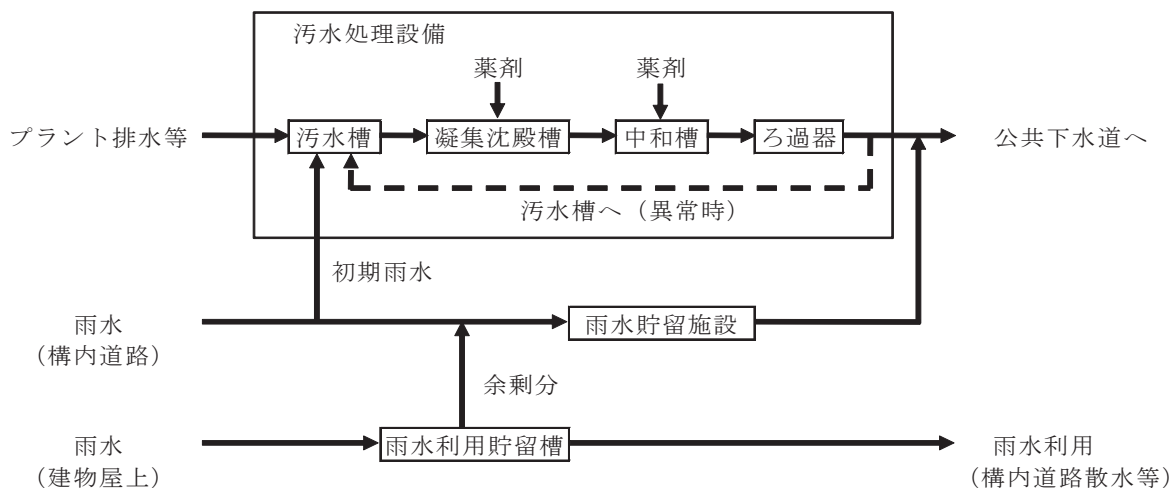 汚水処理設備
薬剤
薬剤
プラント排水等
汚水槽
凝集沈殿槽
中和槽
ろ過器
公共下水道へ
汚水槽へ（異常時）
初期雨水
雨水
（構内道路）
雨水貯留施設
余剰分
雨水
（建物屋上）
雨水利用貯留槽
雨水利用
（構内道路散水等）